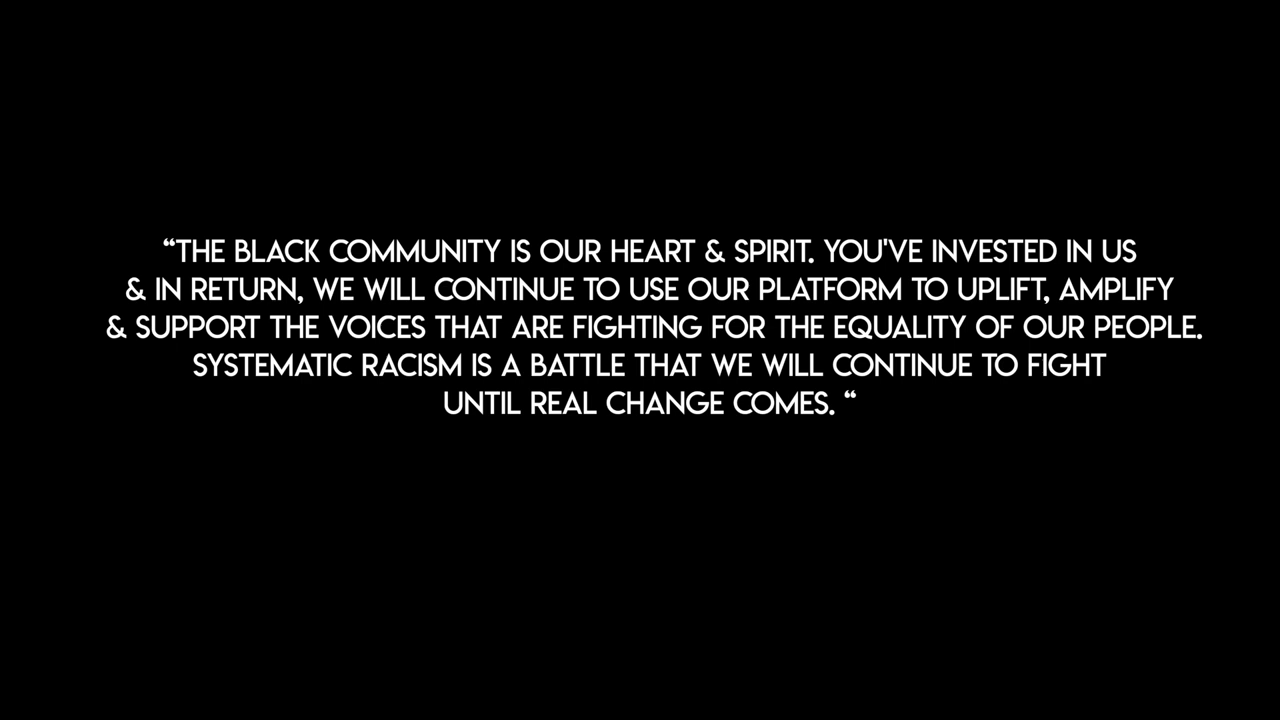 “THE BLACK COMMUNITY IS OUR HEART & SPIRIT. YOU'VE INVESTED IN US
& IN RETURN, WE WILL CONTINUE TO USE OUR PLATFORM TO UPLIFT, AMPLIFY
& SUPPORT THE VOICES THAT ARE FIGHTING FOR THE EQUALITY OF OUR PEOPLE.
SYSTEMATIC RACISM IS A BATTLE THAT WE WILL CONTINUE TO FIGHT
UNTIL REAL CHANGE COMES. “